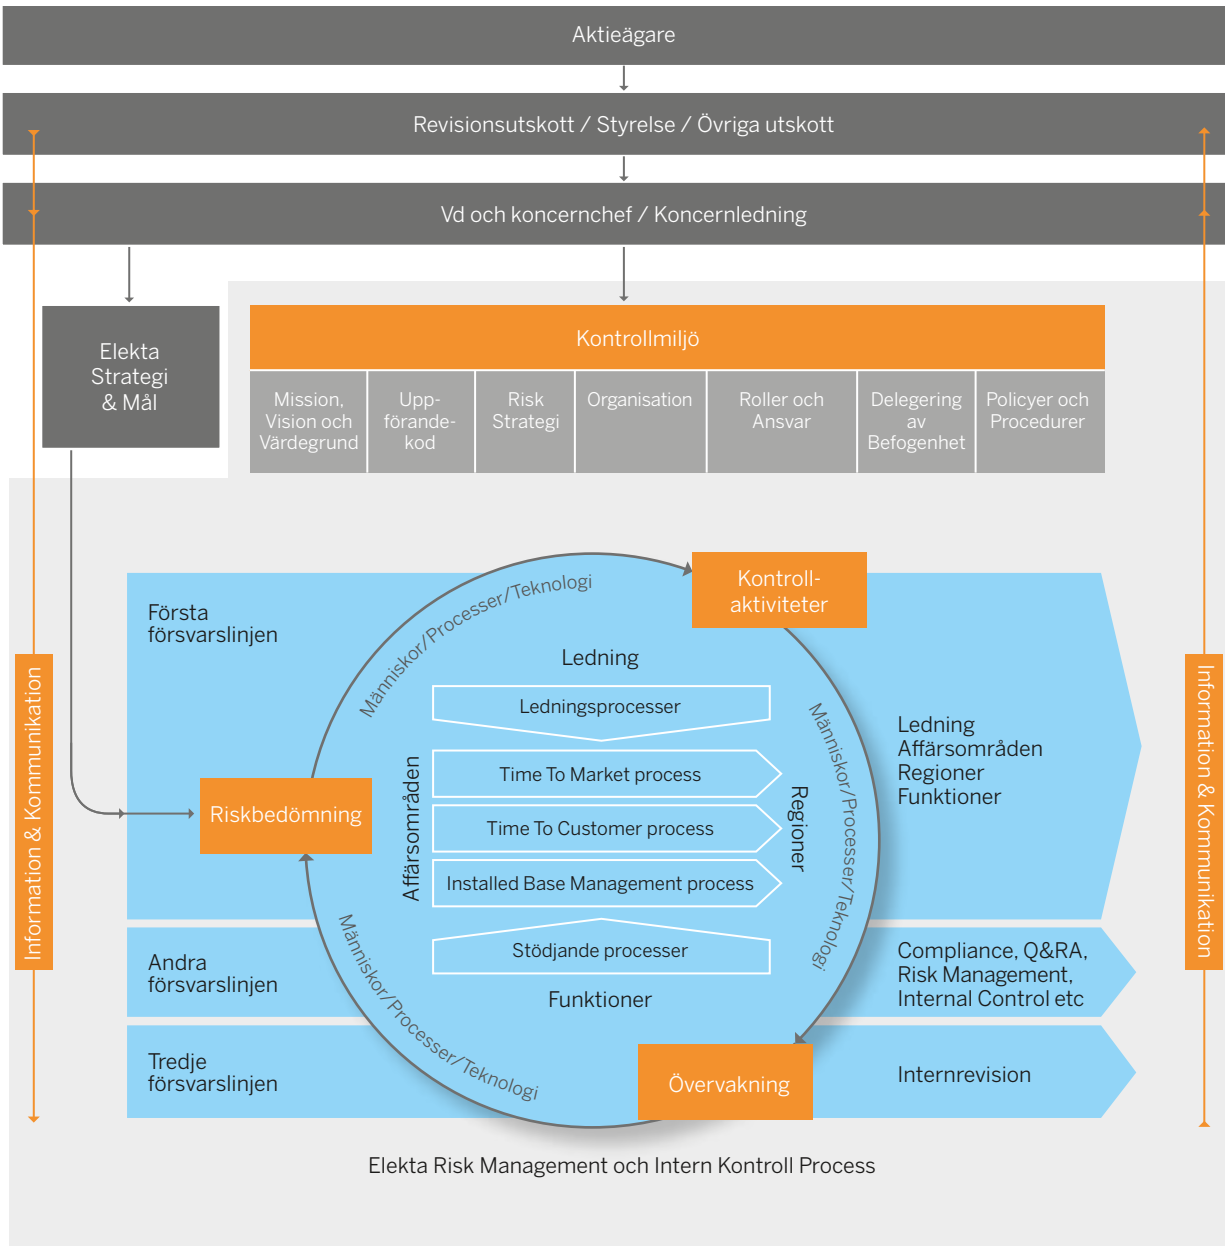 Aktieägare
Revisionsutskott / Styrelse / Övriga utskott
Vd och koncernchef / Koncernledning
Elekta
Strategi
& Mål
Kontrollmiljö
Mission,
Vision och
Värdegrund
Upp-
förande-
kod
Risk
Strategi
Organisation
Roller och
Ansvar
Delegering
av
Befogenhet
Policyer och
Procedurer
Information & Kommunikation
Första
försvarslinjen
Människor/Processer/Teknologi
Kontroll-
aktiviteter
Ledning
Ledningsprocesser
Affärsområden
Time To Market process
Time To Customer process
Installed Base Management process
Regioner
Stödjande processer
Funktioner
Människor/Processer/Teknologi
Riskbedömning
Ledning
Affärsområden
Regioner
Funktioner
Information & Kommunikation
Andra
försvarslinjen
Människor/Processer/Teknologi
Compliance, Q&RA,
Risk Management,
Internal Control etc
Tredje
försvarslinjen
Övervakning
Internrevision
Elekta Risk Management och Intern Kontroll Process